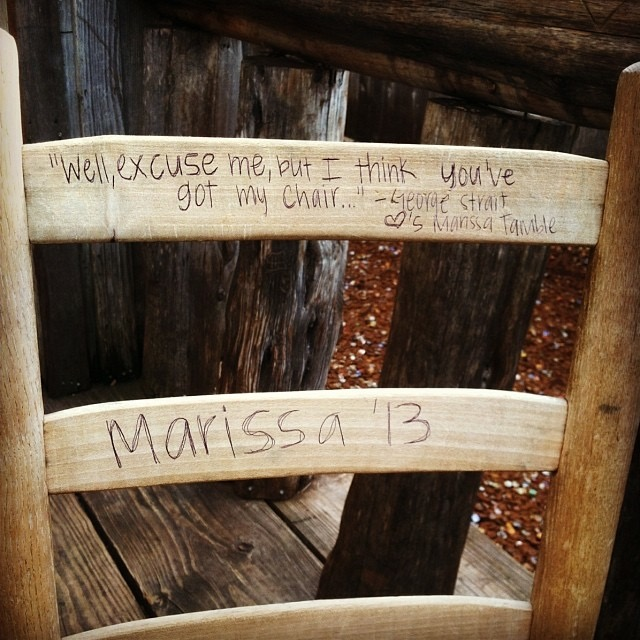 "Well, excuse me, but I think you've
got my chair..." - George Strait
♡'s Marissa Tamble
Marissa '13